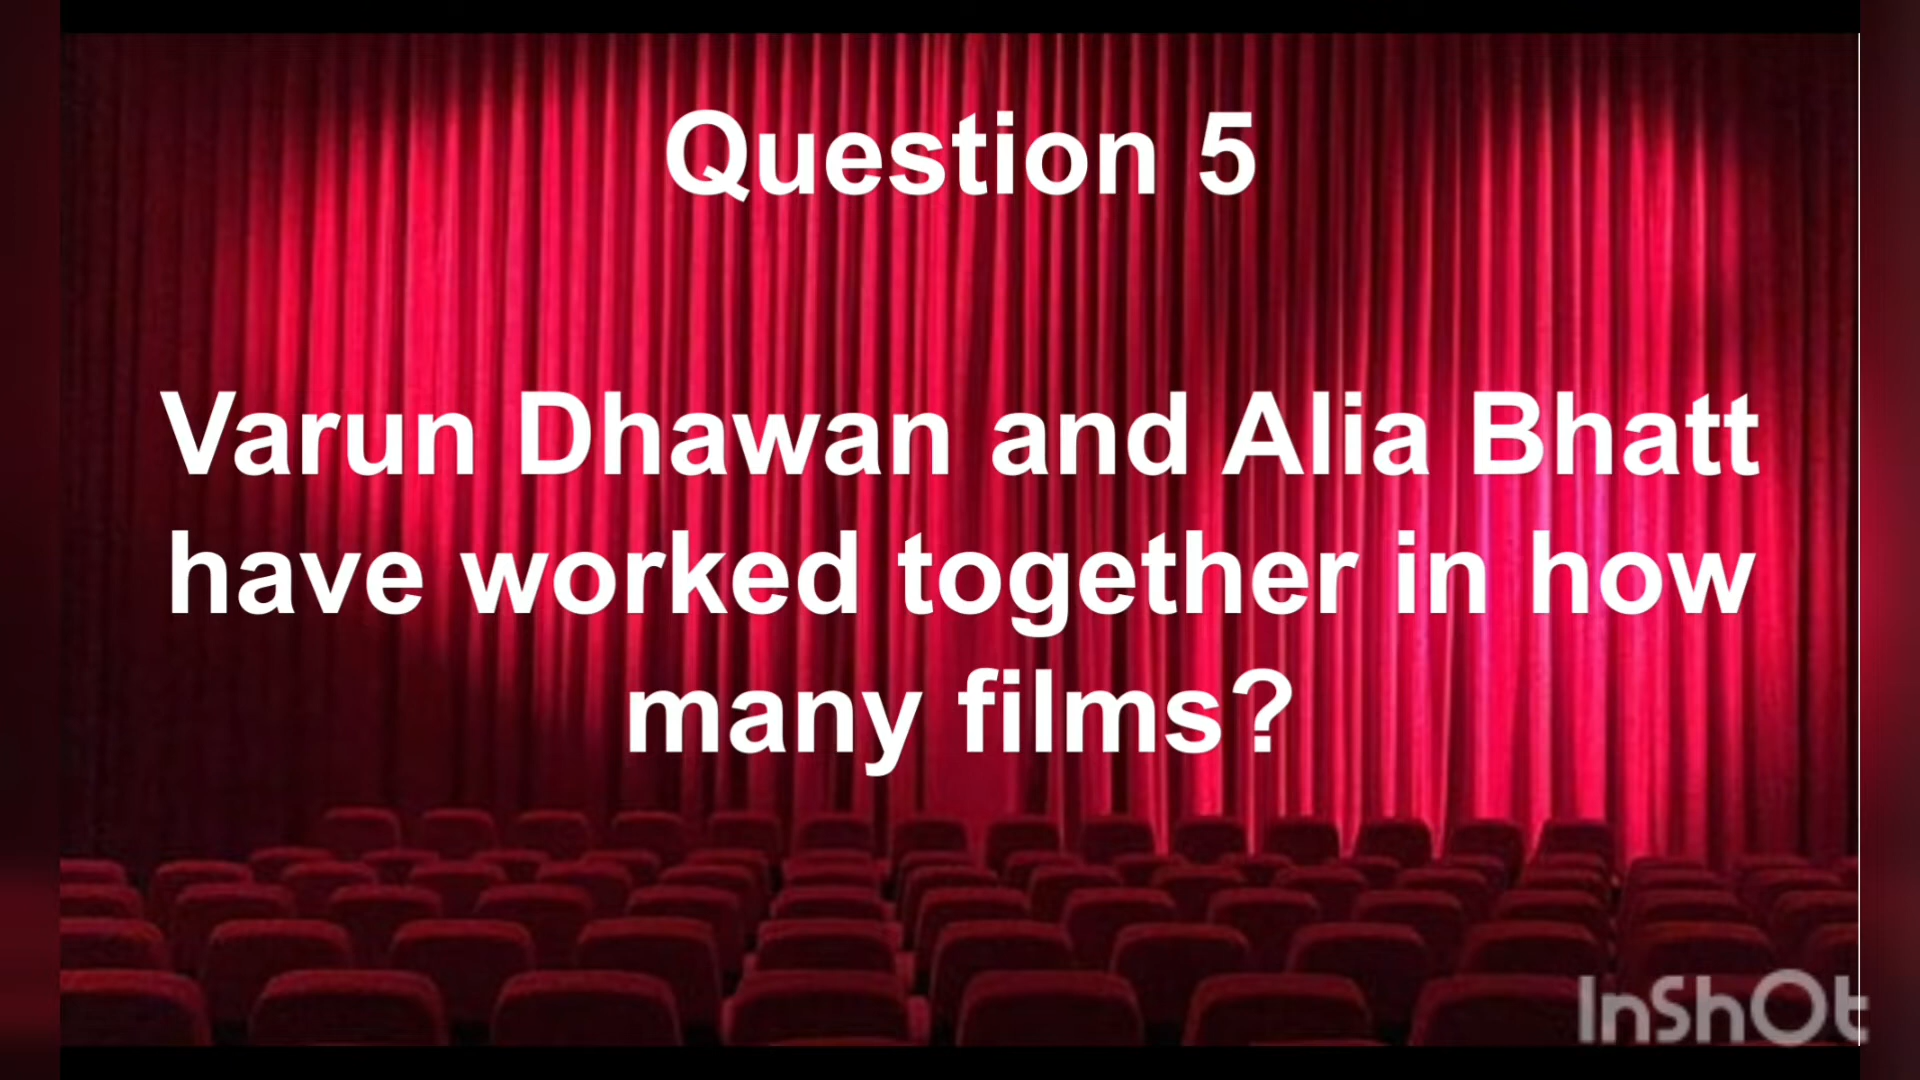 Question 5
Varun Dhawan and Alia Bhatt
have worked together in how
many films?
InShOt